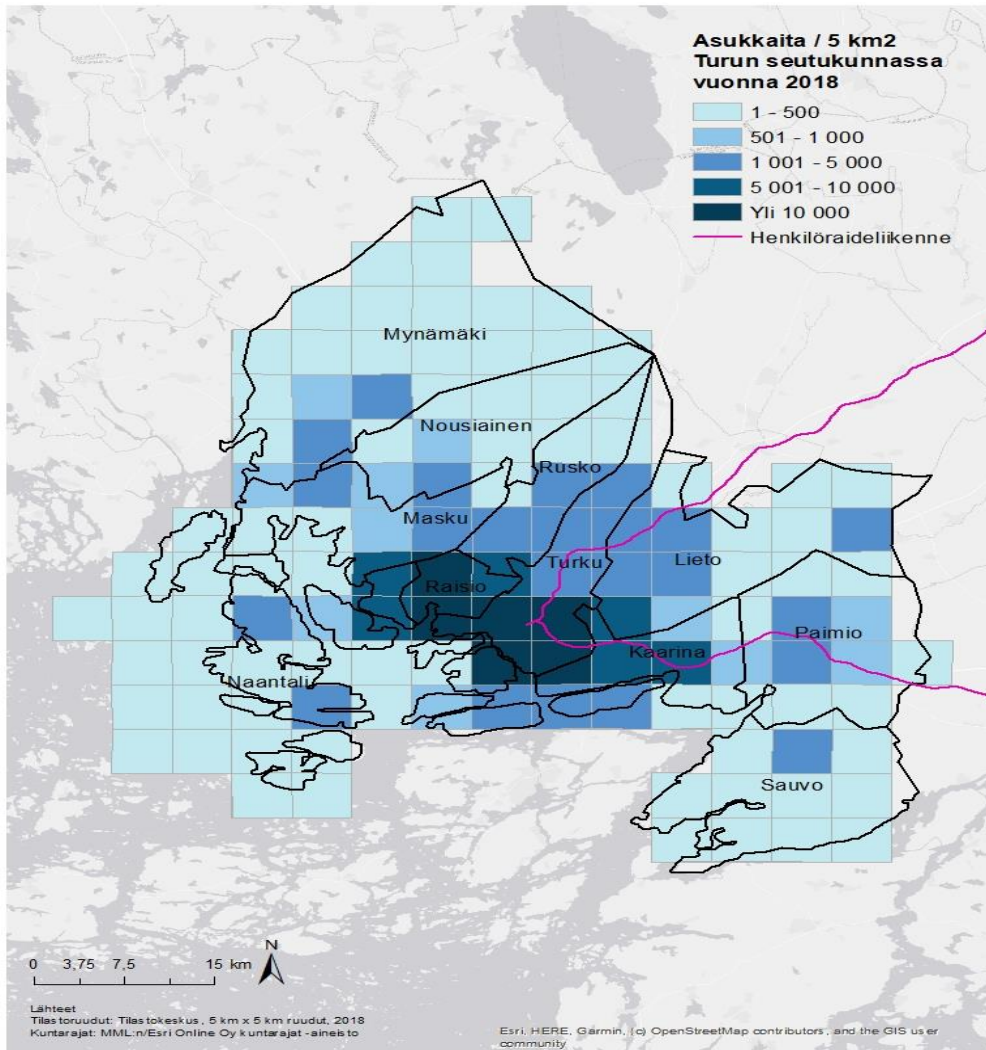 Asukkaita / 5 km2
Turun seutukunnassa
vuonna 2018
1 - 500
501 - 1 000
1 001 - 5 000
5 001 - 10 000
Yli 10 000
Henkilöraideliikenne
Mynämäki
Nousiainen
Rusko
Masku
Turku
Lieto
Raisio
Paimio
Kaarina
Naantali
Sauvo
N
0 3,75 7,5 15 km
Lähteet
Tilastoruudut: Tilastokeskus, 5 km x 5 km ruudut, 2018
Kuntarajat: MML:n/Esri Online Oy kuntarajat -aineisto
Esri, HERE, Garmin, (c) OpenStreetMap contributors, and the GIS user
community